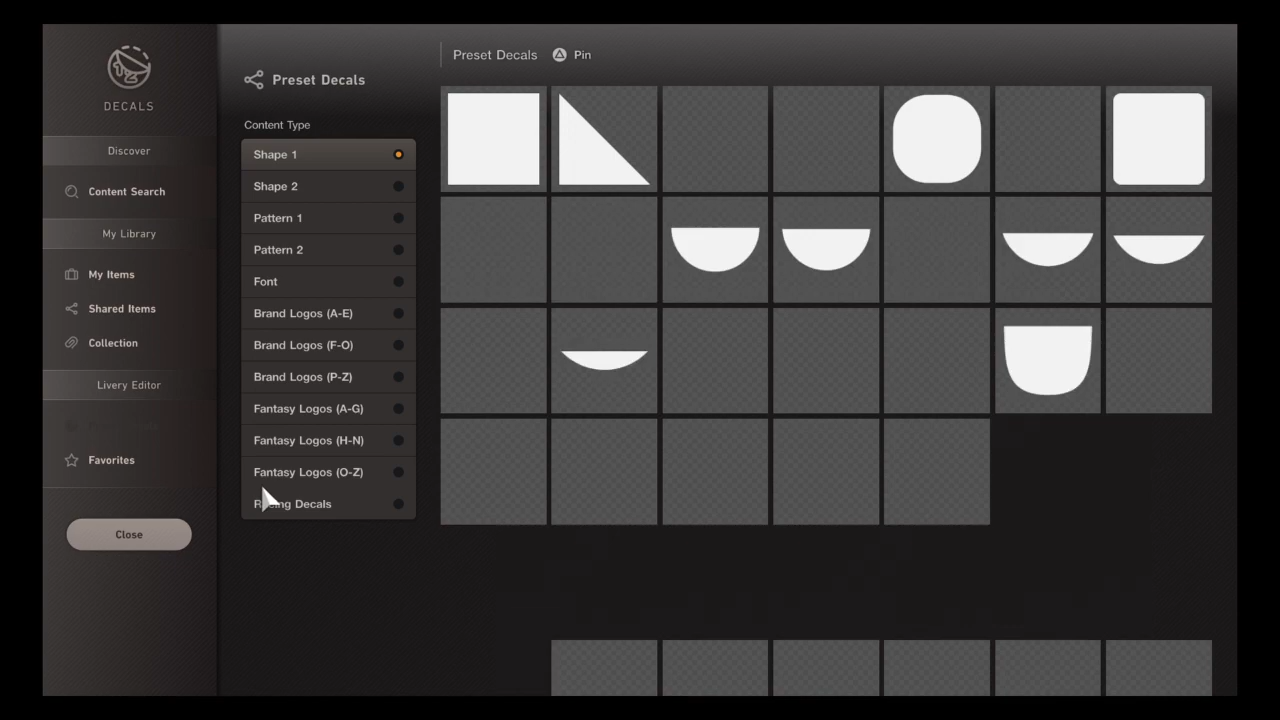 DECALS
Discover
Content Search
My Library
My Items
Shared Items
Collection
Livery Editor
Favorites
Close
Preset Decals
Content Type
Shape 1
Shape 2
Pattern 1
Pattern 2
Font
Brand Logos (A-E)
Brand Logos (F-O)
Brand Logos (P-Z)
Fantasy Logos (A-G)
Fantasy Logos (H-N)
Fantasy Logos (O-Z)
Decals
Preset Decals Pin